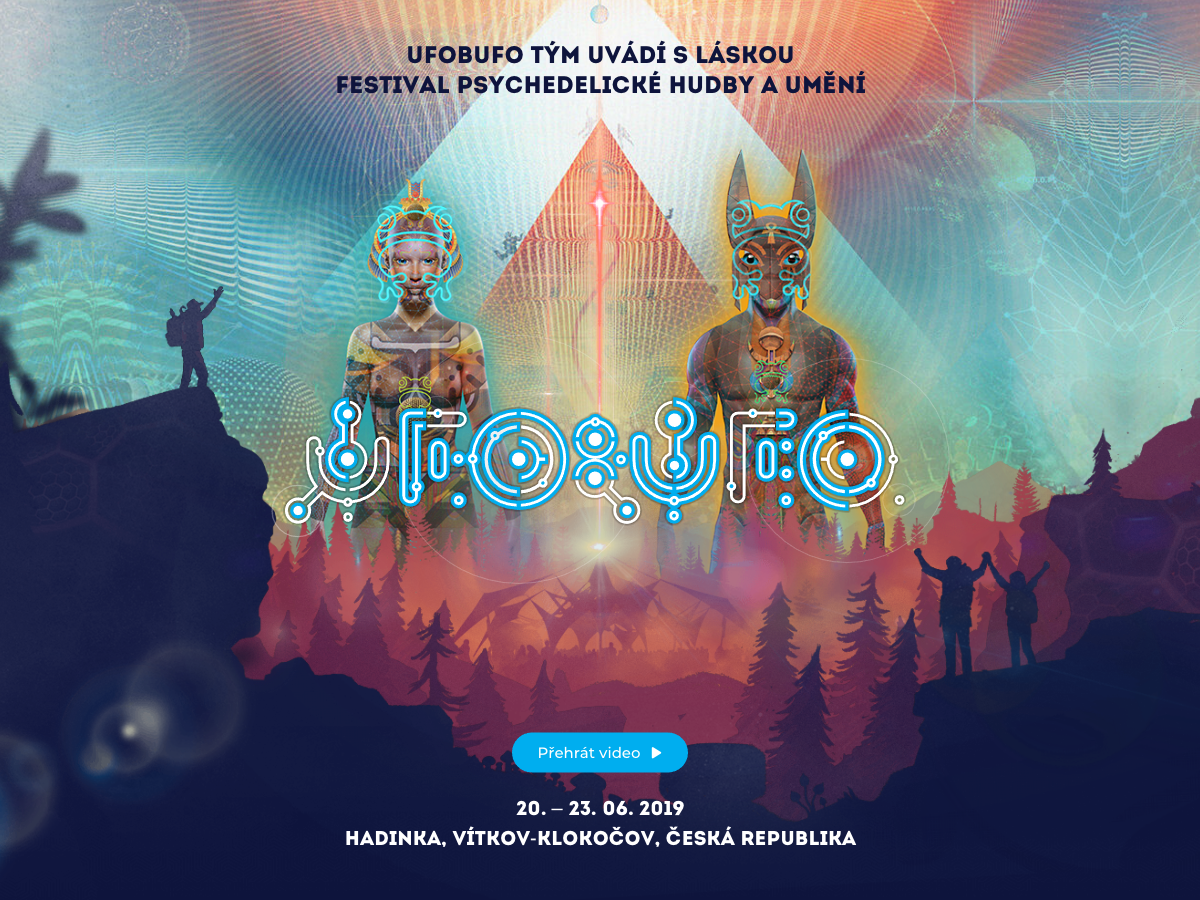 UFOBUFO TÝM UVÁDÍ S LÁSKOU
FESTIVAL PSYCHEDELICKÉ HUDBY A UMĚNÍ
UFOBUFO
Přehrát video
20. – 23. 06. 2019
HADINKA, VÍTKOV-KLOKOČOV, ČESKÁ REPUBLIKA